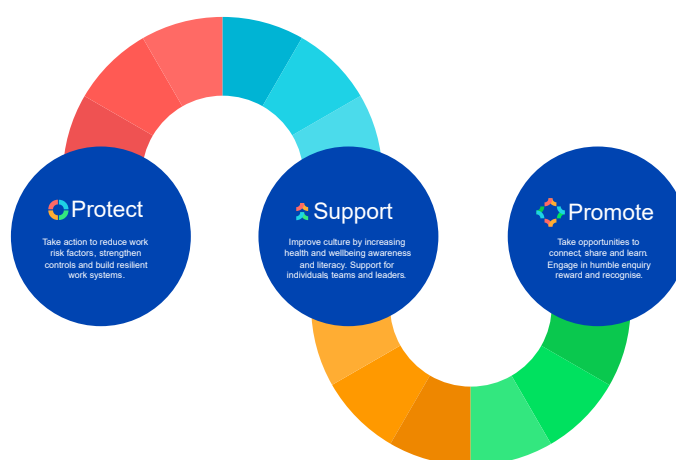 Protect
Take action to reduce work
risk factors, strengthen
controls and build resilient
work systems.
Support
Improve culture by increasing
health and wellbeing awareness
and literacy. Support for
individuals, teams and leaders.
Promote
Take opportunities to
connect, share and learn.
Engage in humble enquiry
reward and recognise.